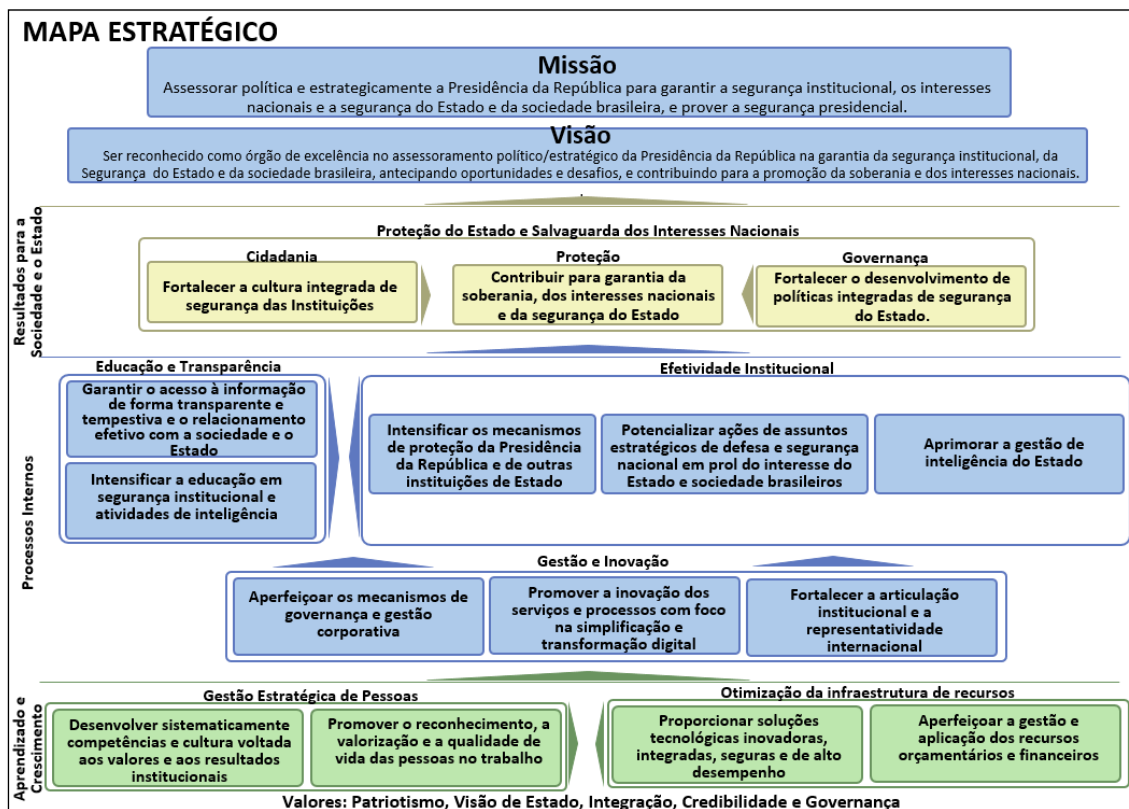 MAPA ESTRATÉGICO
Missão
Assessorar política e estrategicamente a Presidência da República para garantir a segurança institucional, os interesses
nacionais e a segurança do Estado e da sociedade brasileira, e prover a segurança presidencial.
Visão
Ser reconhecido como órgão de excelência no assessoramento político/estratégico da Presidência da República na garantia da segurança institucional, da
Segurança do Estado e da sociedade brasileira, antecipando oportunidades e desafios, e contribuindo para a promoção da soberania e dos interesses nacionais.
Resultados para a
Sociedade e o Estado
Proteção do Estado e Salvaguarda dos Interesses Nacionais
Cidadania
Fortalecer a cultura integrada de
segurança das Instituições
Proteção
Contribuir para garantia da
soberania, dos interesses nacionais
e da segurança do Estado
Governança
Fortalecer o desenvolvimento de
políticas integradas de segurança
do Estado.
Processos Internos
Educação e Transparência
Garantir o acesso à informação
de forma transparente e
tempestiva e o relacionamento
efetivo com a sociedade e o
Estado
Intensificar a educação em
segurança institucional e
atividades de inteligência
Efetividade Institucional
Intensificar os mecanismos
de proteção da Presidência
da República e de outras
instituições de Estado
Potencializar ações de assuntos
estratégicos de defesa e segurança
nacional em prol do interesse do
Estado e sociedade brasileiros
Aprimorar a gestão de
inteligência do Estado
Gestão e Inovação
Aperfeiçoar os mecanismos de
governança e gestão
corporativa
Promover a inovação dos
serviços e processos com foco
na simplificação e
transformação digital
Fortalecer a articulação
institucional e a
representatividade
internacional
Aprendizado e
Crescimento
Gestão Estratégica de Pessoas
Desenvolver sistematicamente
competências e cultura voltada
aos valores e aos resultados
institucionais
Promover o reconhecimento, a
valorização e a qualidade de
vida das pessoas no trabalho
Otimização da infraestrutura de recursos
Proporcionar soluções
tecnológicas inovadoras,
integradas, seguras e de alto
desempenho
Aperfeiçoar a gestão e
aplicação dos recursos
orçamentários e financeiros
Valores: Patriotismo, Visão de Estado, Integração, Credibilidade e Governança